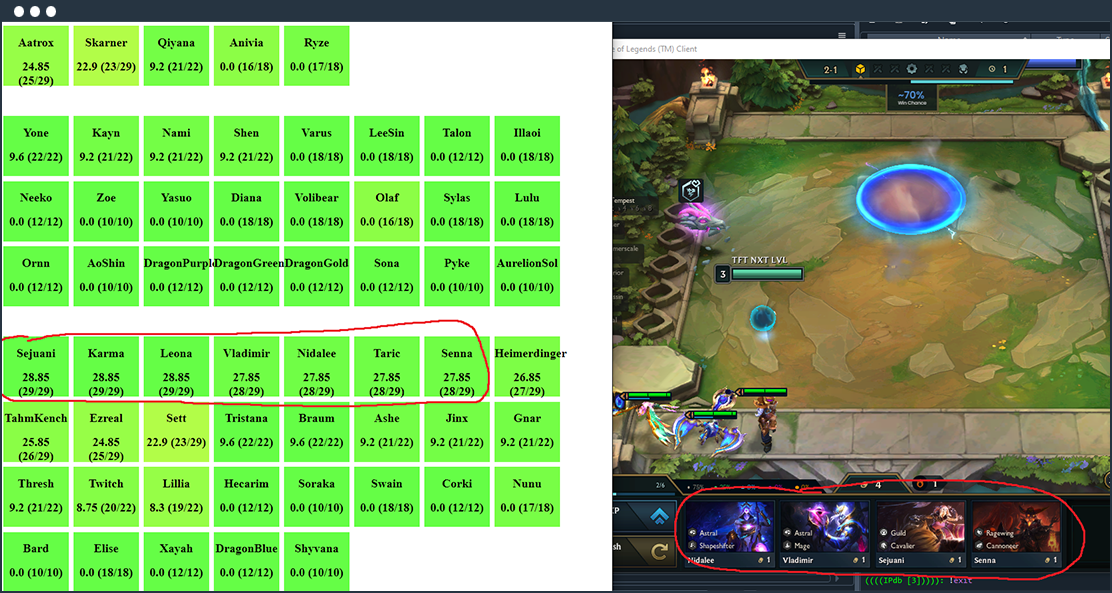 Aatrox
24.85
(25/29)
Skarner
22.9 (23/29)
Qiyana
9.2 (21/22)
Anivia
0.0 (16/18)
Ryze
0.0 (17/18)
Yone
9.6 (22/22)
Kayn
9.2 (21/22)
Nami
9.2 (21/22)
Shen
9.2 (21/22)
Varus
0.0 (18/18)
LeeSin
0.0 (18/18)
Talon
0.0 (12/12)
Illaoi
0.0 (18/18)
Neeko
0.0 (12/12)
Zoe
0.0 (10/10)
Yasuo
0.0 (10/10)
Diana
0.0 (18/18)
Volibear
0.0 (18/18)
Olaf
0.0 (16/18)
Sylas
0.0 (18/18)
Lulu
0.0 (18/18)
Ornn
0.0 (12/12)
AoShin
0.0 (10/10)
DragonPurple
0.0 (12/12)
DragonGreen
0.0 (12/12)
DragonGold
0.0 (12/12)
Sona
0.0 (12/12)
Pyke
0.0 (10/10)
AurelionSol
0.0 (10/10)
Sejuani
28.85
(29/29)
Karma
28.85
(29/29)
Leona
28.85
(29/29)
Vladimir
27.85
(28/29)
Nidalee
27.85
(28/29)
Taric
27.85
(28/29)
Senna
27.85
(28/29)
Heimerdinger
26.85
(27/29)
TahmKench
25.85
(26/29)
Ezreal
24.85
(25/29)
Sett
22.9 (23/29)
Tristana
9.6 (22/22)
Braum
9.6 (22/22)
Ashe
9.2 (21/22)
Jinx
9.2 (21/22)
Gnar
9.2 (21/22)
Thresh
9.2 (21/22)
Twitch
8.75 (20/22)
Lillia
8.3 (19/22)
Hecarim
0.0 (12/12)
Soraka
0.0 (10/10)
Swain
0.0 (18/18)
Corki
0.0 (12/12)
Nunu
0.0 (17/18)
Bard
0.0 (10/10)
Elise
0.0 (18/18)
Xayah
0.0 (12/12)
DragonBlue
0.0 (12/12)
Shyvana
0.0 (10/10)
of Legends (TM) Client
2-1
1
~70%
Win Chance
TFT NXT LVL
3
2/6
4
1
Astral
Shapeshifter
Nidalee
1
Astral
Mage
Vladimir
1
Guild
Cavalier
Sejuani
1
Ragewing
Cannoneer
Senna
1
((((IPdb [3]))))): !exit